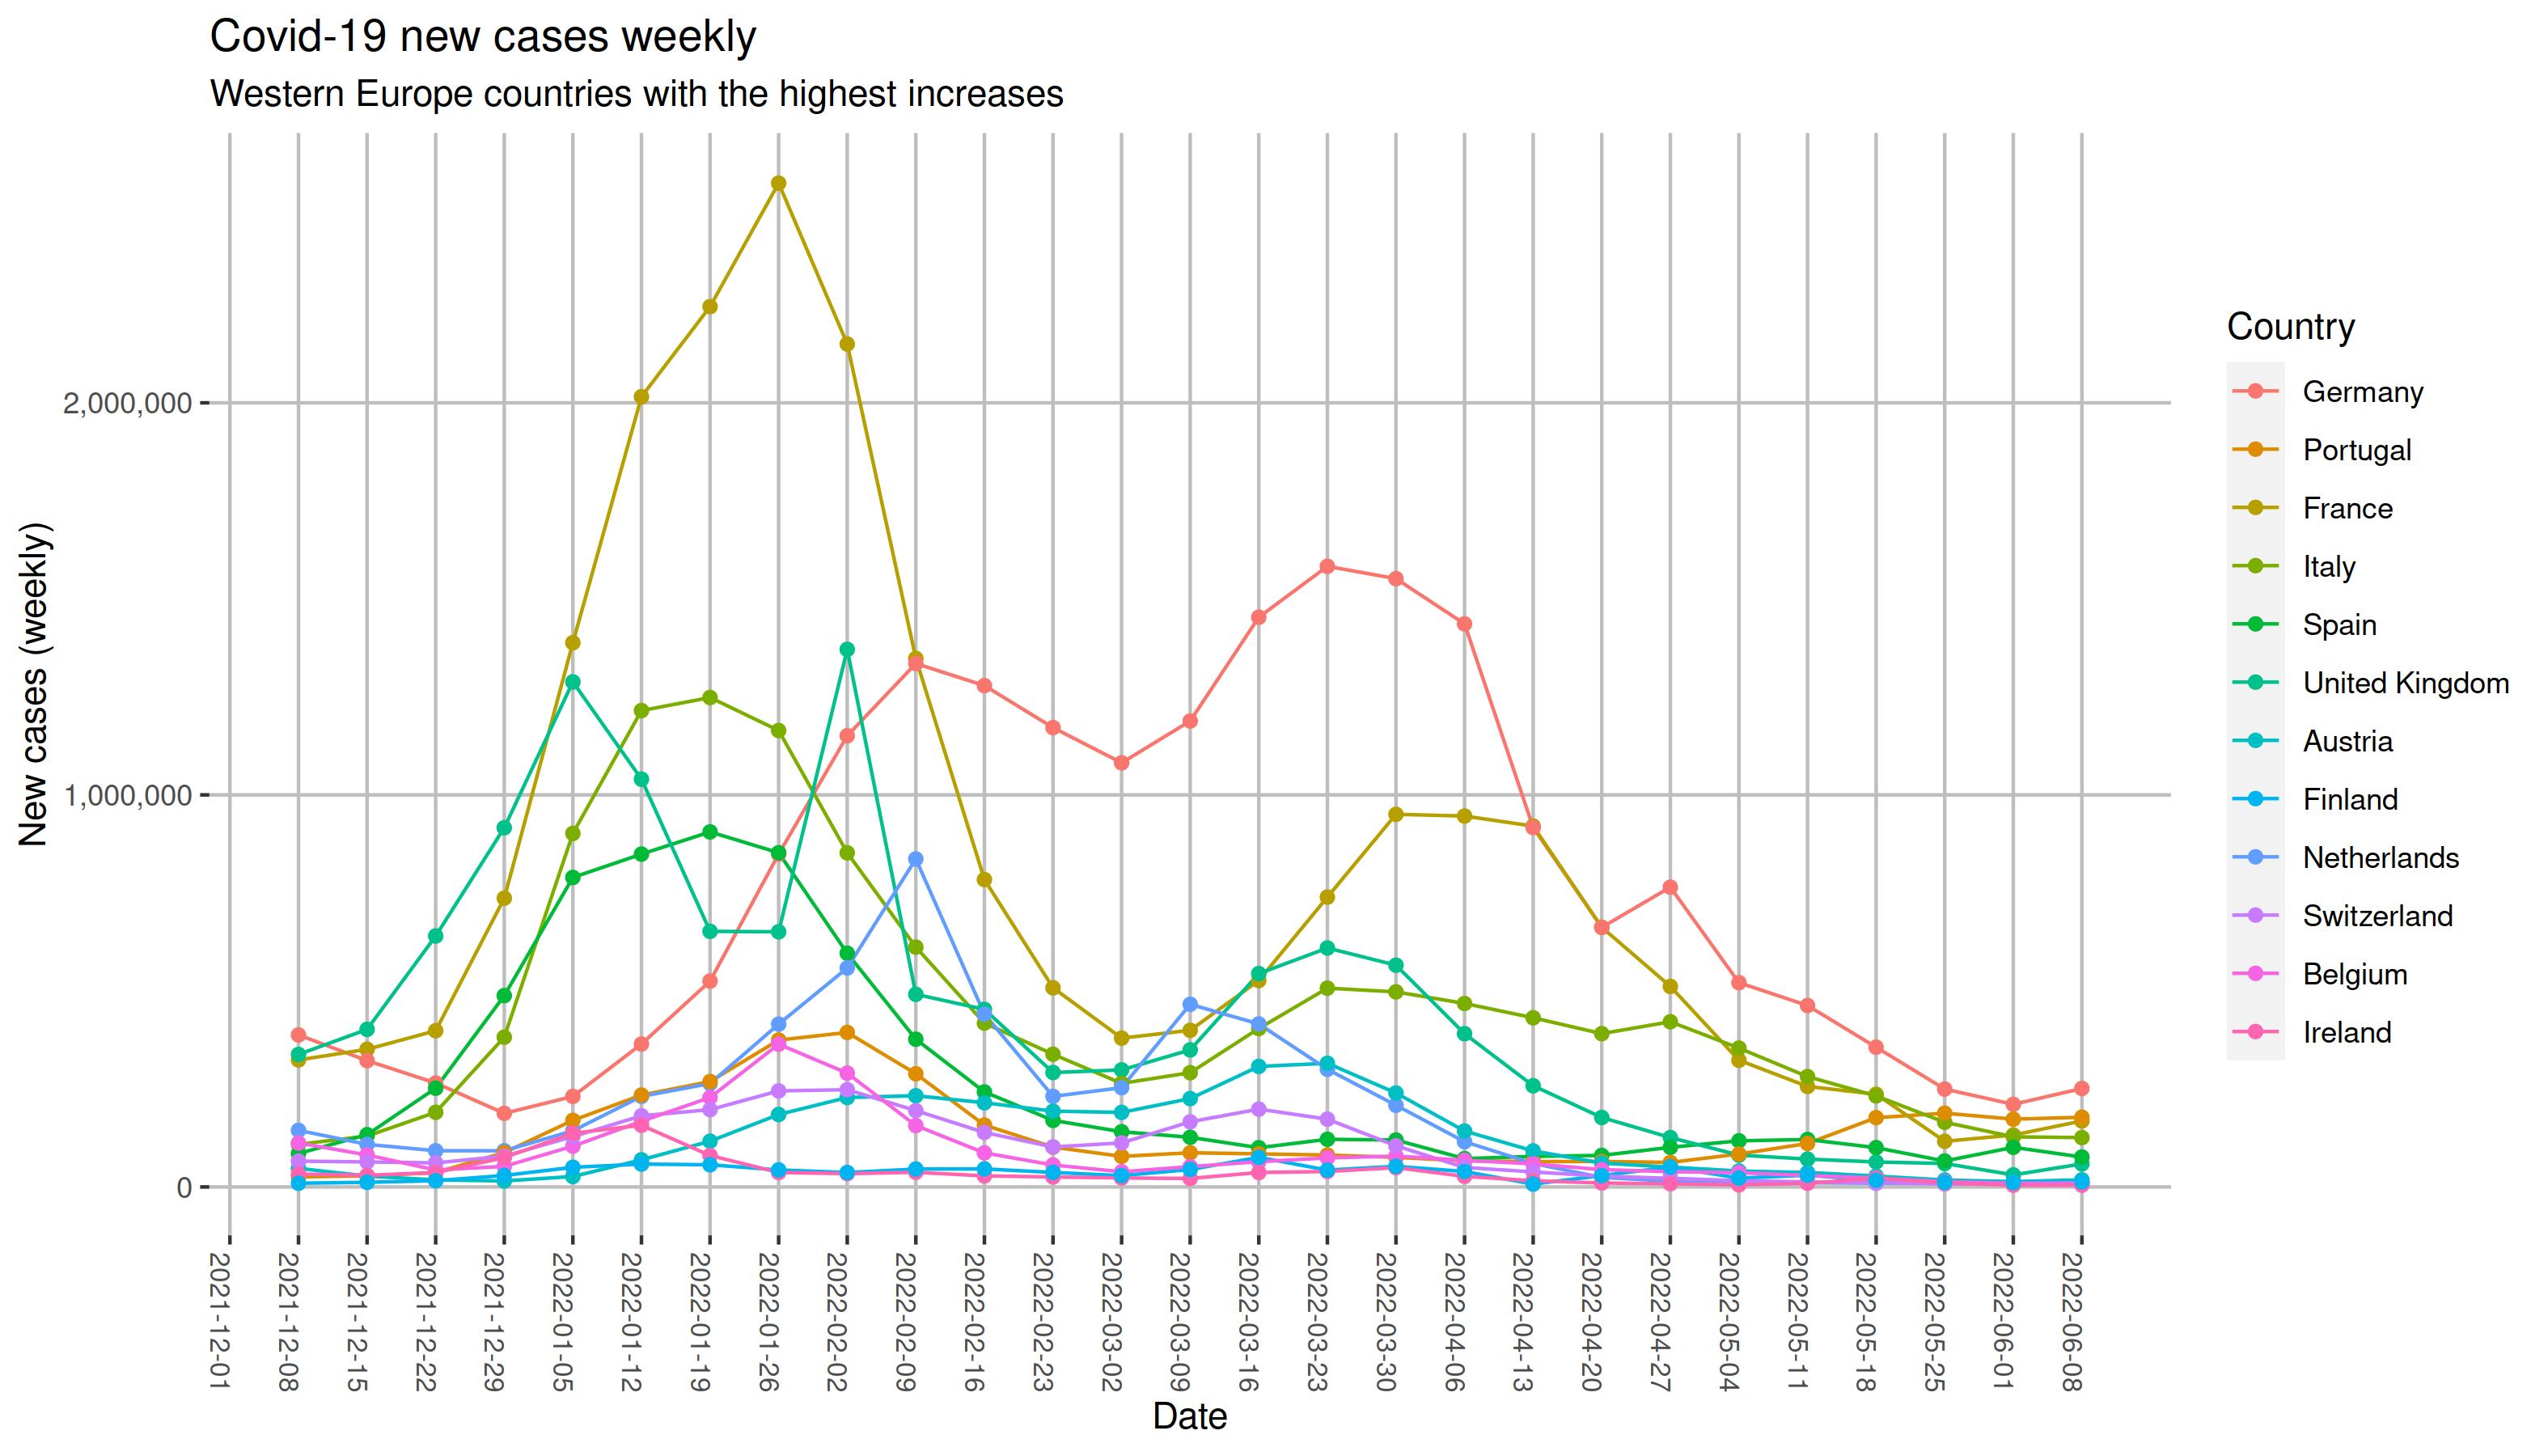 Covid-19 new cases weekly
Western Europe countries with the highest increases
New cases (weekly)
2,000,000
1,000,000
0
2021-12-01
2021-12-08
2021-12-15
2021-12-22
2021-12-29
2022-01-05
2022-01-12
2022-01-19
2022-01-26
2022-02-02
2022-02-09
2022-02-16
2022-02-23
2022-03-02
2022-03-09
2022-03-16
2022-03-23
2022-03-30
2022-04-06
2022-04-13
2022-04-20
2022-04-27
2022-05-04
2022-05-11
2022-05-18
2022-05-25
2022-06-01
2022-06-08
Date
Country
Germany
Portugal
France
Italy
Spain
United Kingdom
Austria
Finland
Netherlands
Switzerland
Belgium
Ireland